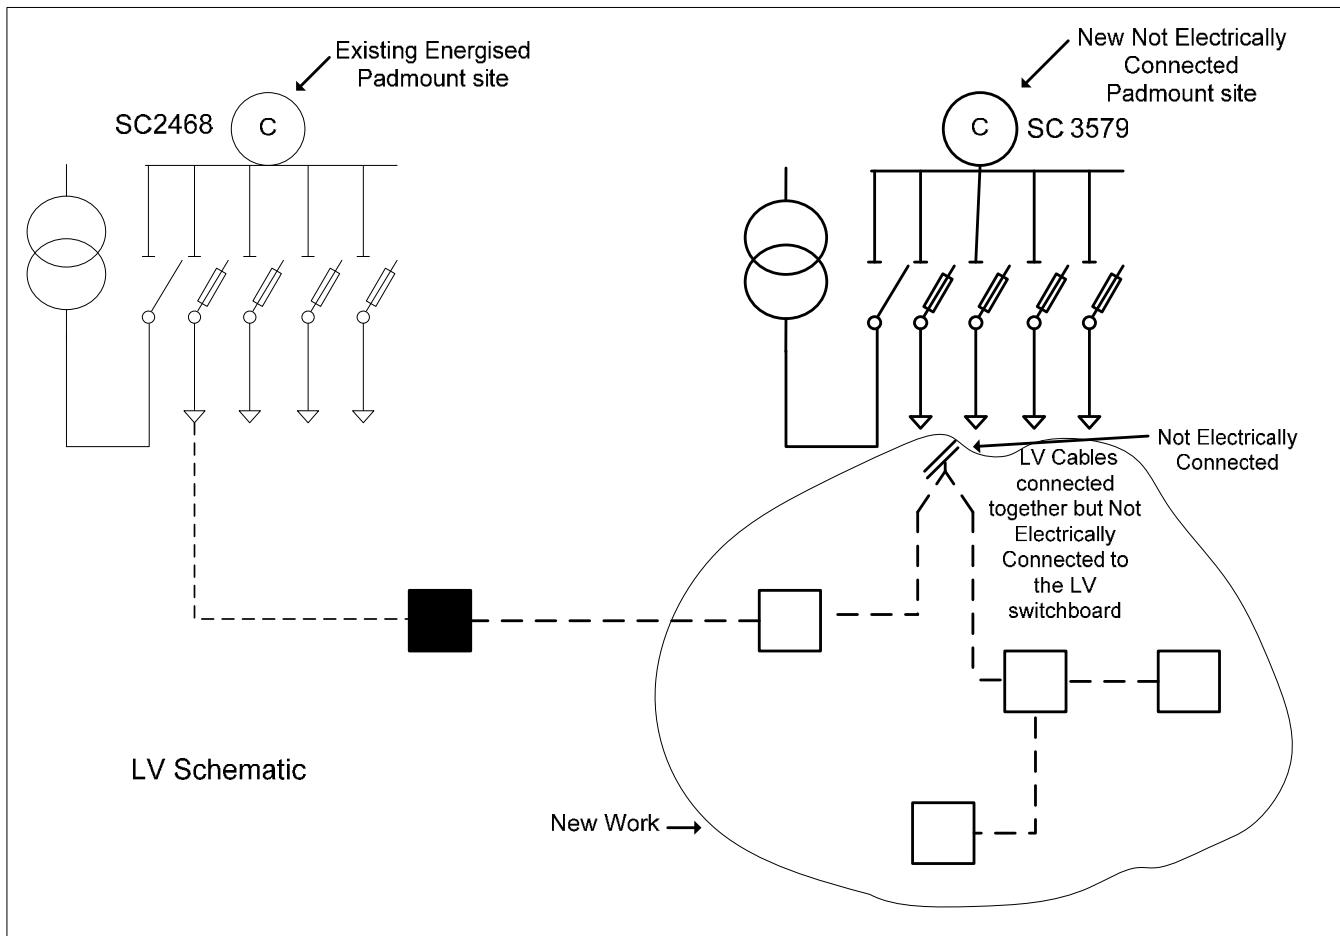 Existing Energised
Padmount site
SC2468
C
New Not Electrically
Connected
Padmount site
C
SC 3579
Not Electrically
Connected
LV Cables
connected
together but Not
Electrically
Connected to
the LV
switchboard
LV Schematic
New Work